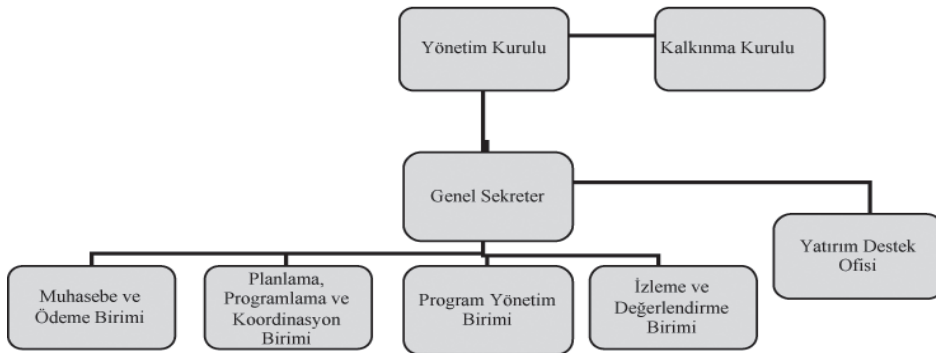 Yönetim Kurulu
Kalkınma Kurulu
Genel Sekreter
Yatırım Destek
Ofisi
Muhasebe ve
Ödeme Birimi
Planlama,
Programlama ve
Koordinasyon
Birimi
Program Yönetim
Birimi
İzleme ve
Değerlendirme
Birimi